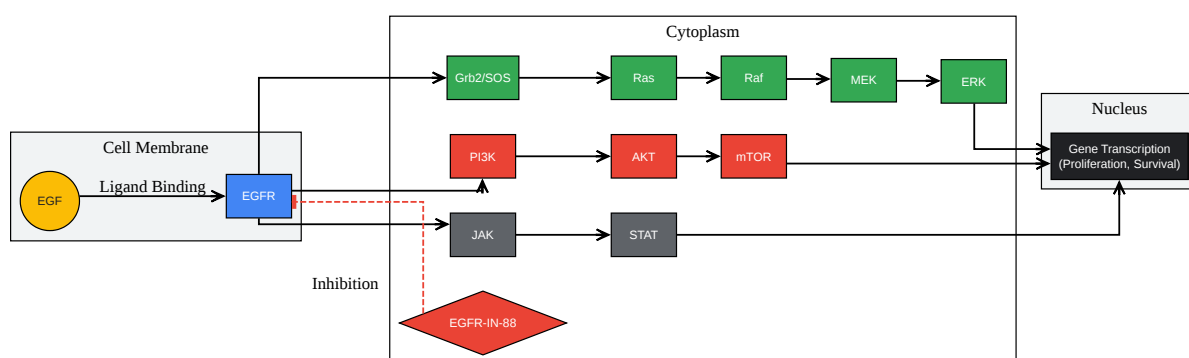 Cytoplasm
Grb2/SOS
Ras
Raf
MEK
ERK
Nucleus
Gene Transcription
(Proliferation, Survival)
Cell Membrane
EGF
Ligand Binding
EGFR
PI3K
AKT
mTOR
JAK
STAT
Inhibition
EGFR-IN-88